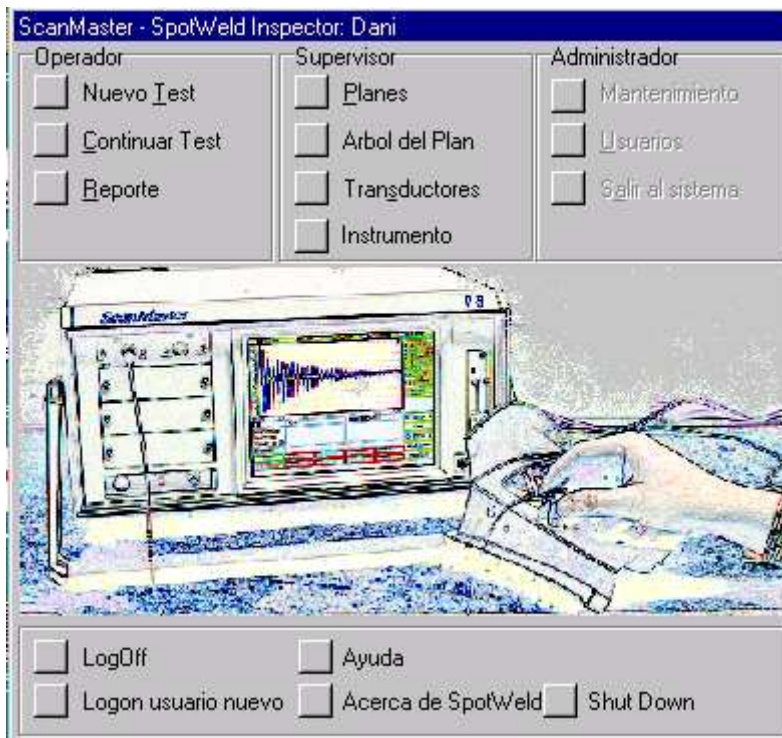 ScanMaster - SpotWeld Inspector: Dani
Operador
Nuevo Test
Continuar Test
Reporte
Supervisor
Planes
Arbol del Plan
Transductores
Instrumento
Administrador
Mantenimiento
Usuarios
Salir al sistema
ScanMaster
LogOff
Logon usuario nuevo
Ayuda
Acerca de SpotWeld
Shut Down